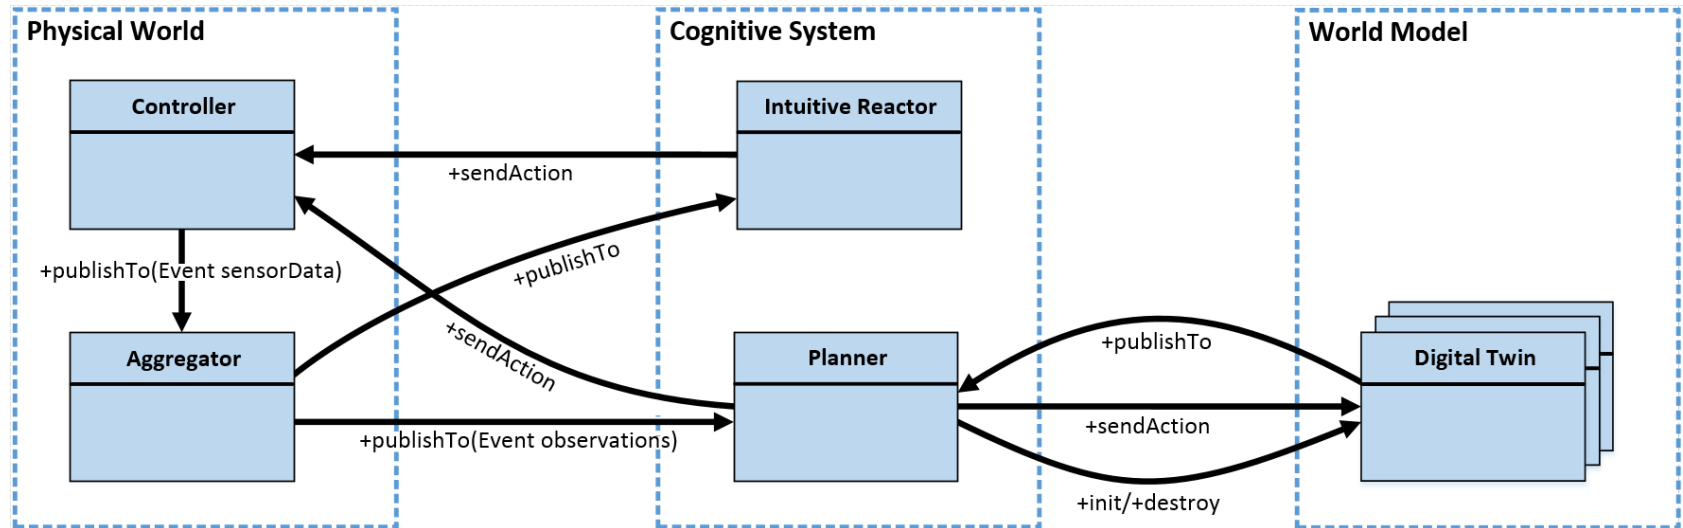 Physical World
Cognitive System
World Model
Controller
Intuitive Reactor
+sendAction
+publishTo
+publishTo(Event sensorData)
+sendAction
Aggregator
Planner
Digital Twin
+publishTo
+sendAction
+publishTo(Event observations)
+init/+destroy